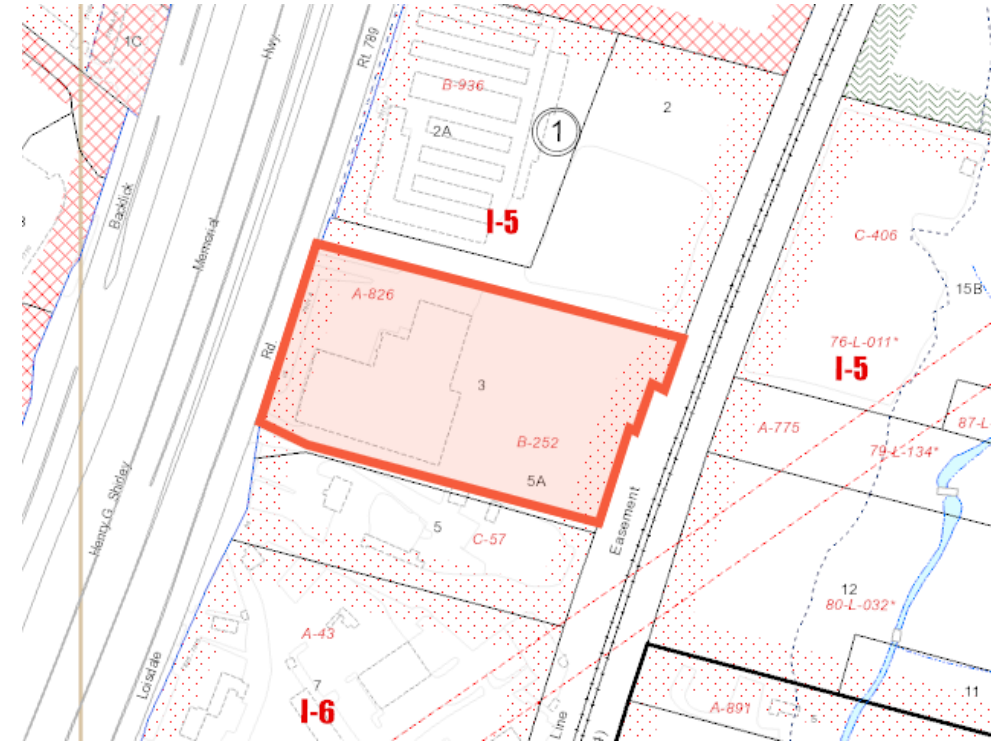 1C
Hwy.
Rt. 789
B-936
2A
1
2
I-5
Backlick
Memorial
C-406
15B
A-826
76-L-011*
I-5
Rd.
3
A-775
87-L
B-252
79-L-134*
5A
Henry G. Shirley
5
C-57
Easement
12
80-L-032*
A-43
Loisdale
7
I-6
A-891
11
5
Line